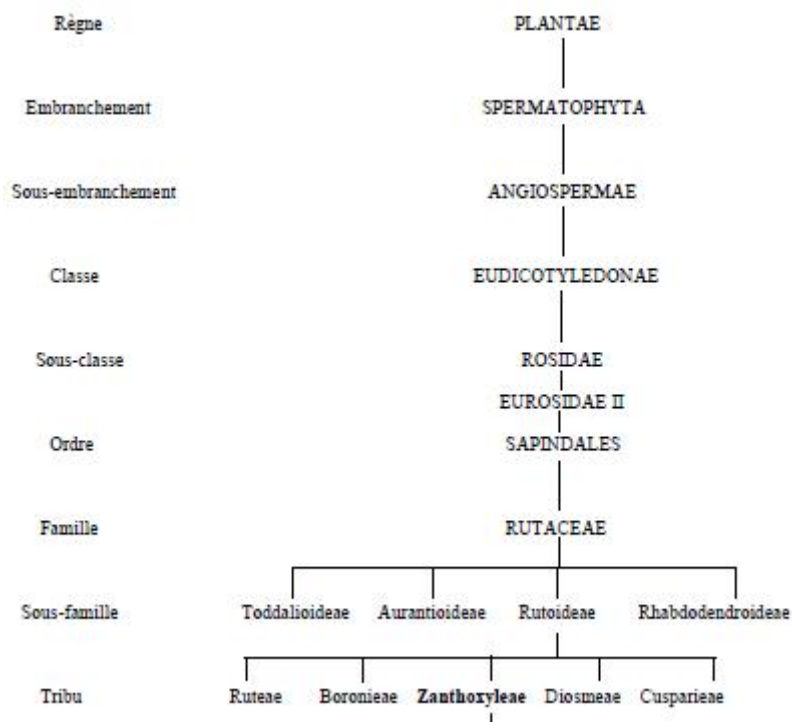 Règne PLANTAE
Embranchement SPERMATOPHYTA
Sous-embranchement ANGIOSPERMAE
Classe EUDICOTYLEDONAE
Sous-classe ROSIDAE
EUROSIDAE II
Ordre SAPINDALES
Famille RUTACEAE
Sous-famille Toddalioideae Aurantioideae Rutoideae Rhabdodendroideae
Tribu Ruteae Boronieae Zanthoxyleae Diosmeae Cusparieae